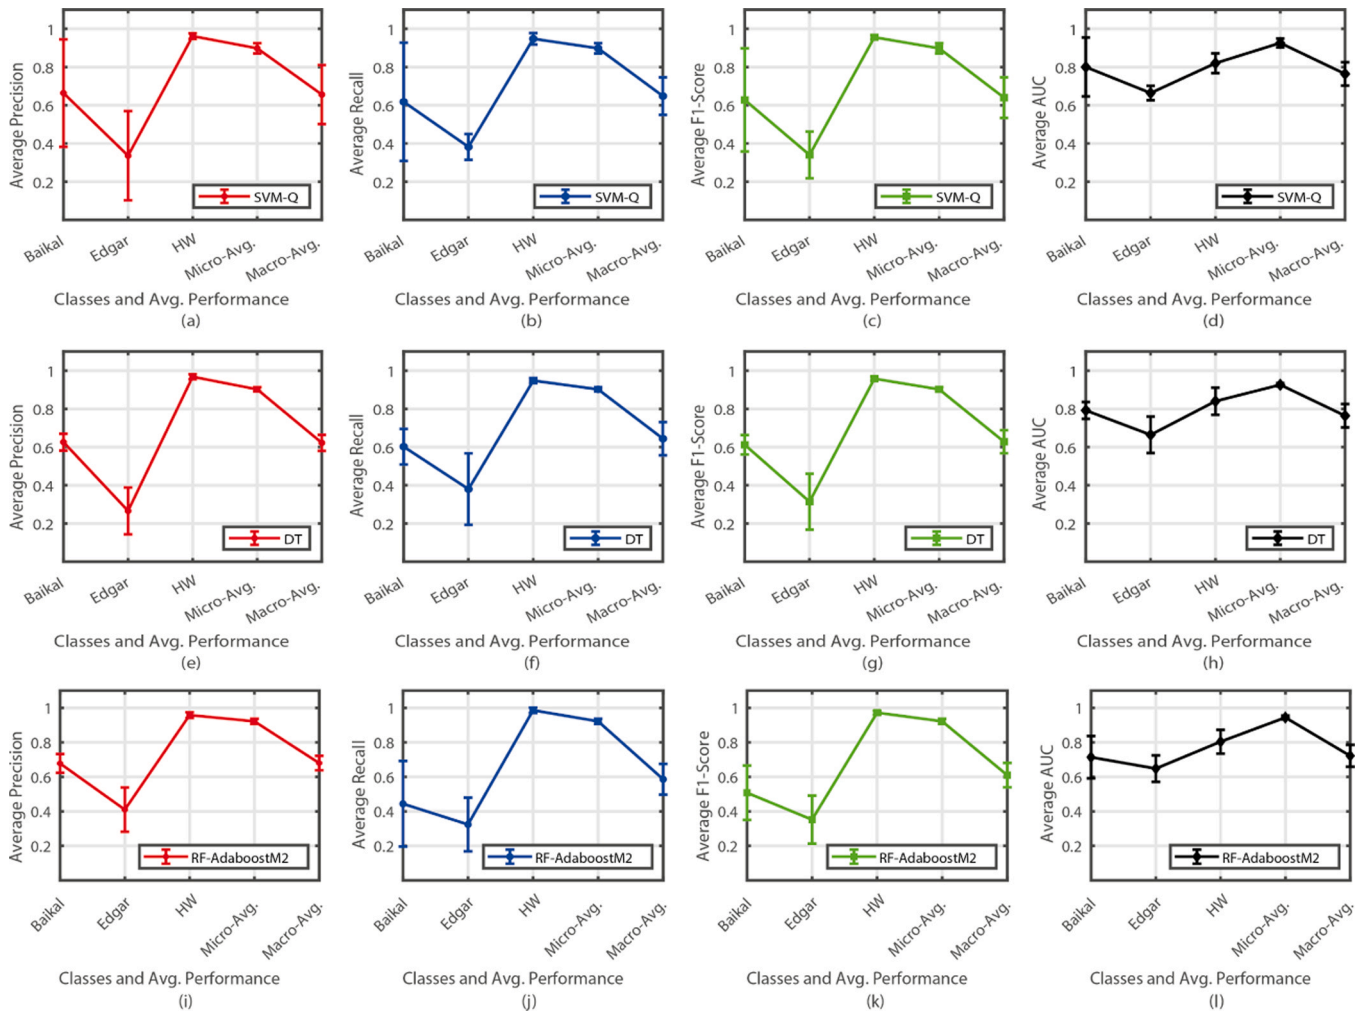 Average Precision
1
0.8
0.6
0.4
0.2
SVM-Q
Baikal
Edgar
HW
Micro-Avg.
Macro-Avg.
Classes and Avg. Performance
(a)
Average Recall
1
0.8
0.6
0.4
0.2
SVM-Q
Baikal
Edgar
HW
Micro-Avg.
Macro-Avg.
Classes and Avg. Performance
(b)
Average F1-Score
1
0.8
0.6
0.4
0.2
SVM-Q
Baikal
Edgar
HW
Micro-Avg.
Macro-Avg.
Classes and Avg. Performance
(c)
Average AUC
1
0.8
0.6
0.4
0.2
SVM-Q
Baikal
Edgar
HW
Micro-Avg.
Macro-Avg.
Classes and Avg. Performance
(d)
Average Precision
1
0.8
0.6
0.4
0.2
DT
Baikal
Edgar
HW
Micro-Avg.
Macro-Avg.
Classes and Avg. Performance
(e)
Average Recall
1
0.8
0.6
0.4
0.2
DT
Baikal
Edgar
HW
Micro-Avg.
Macro-Avg.
Classes and Avg. Performance
(f)
Average F1-Score
1
0.8
0.6
0.4
0.2
DT
Baikal
Edgar
HW
Micro-Avg.
Macro-Avg.
Classes and Avg. Performance
(g)
Average AUC
1
0.8
0.6
0.4
0.2
DT
Baikal
Edgar
HW
Micro-Avg.
Macro-Avg.
Classes and Avg. Performance
(h)
Average Precision
1
0.8
0.6
0.4
0.2
RF-AdaboostM2
Baikal
Edgar
HW
Micro-Avg.
Macro-Avg.
Classes and Avg. Performance
(i)
Average Recall
1
0.8
0.6
0.4
0.2
RF-AdaboostM2
Baikal
Edgar
HW
Micro-Avg.
Macro-Avg.
Classes and Avg. Performance
(j)
Average F1-Score
1
0.8
0.6
0.4
0.2
RF-AdaboostM2
Baikal
Edgar
HW
Micro-Avg.
Macro-Avg.
Classes and Avg. Performance
(k)
Average AUC
1
0.8
0.6
0.4
0.2
RF-AdaboostM2
Baikal
Edgar
HW
Micro-Avg.
Macro-Avg.
Classes and Avg. Performance
(l)